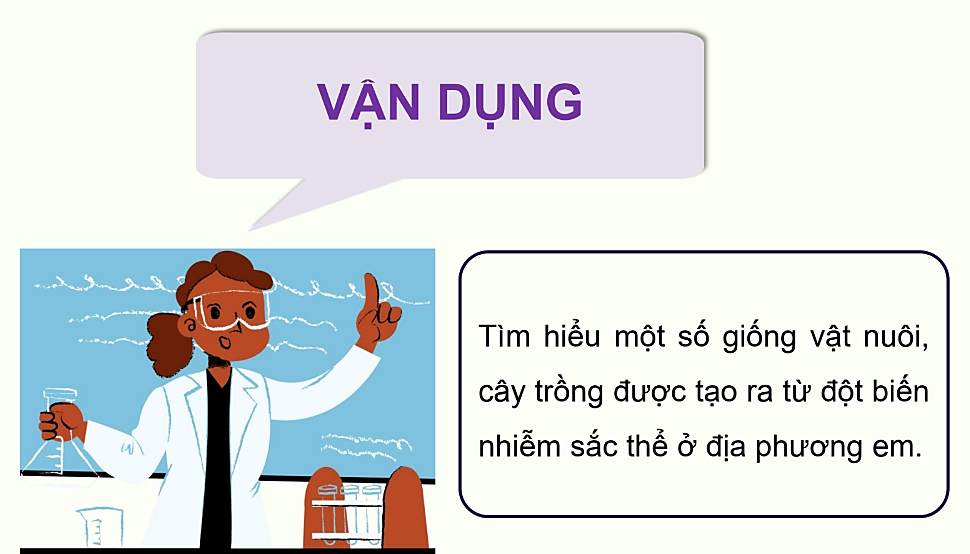 VẬN DỤNG
Tìm hiểu một số giống vật nuôi,
cây trồng được tạo ra từ đột biến
nhiễm sắc thể ở địa phương em.